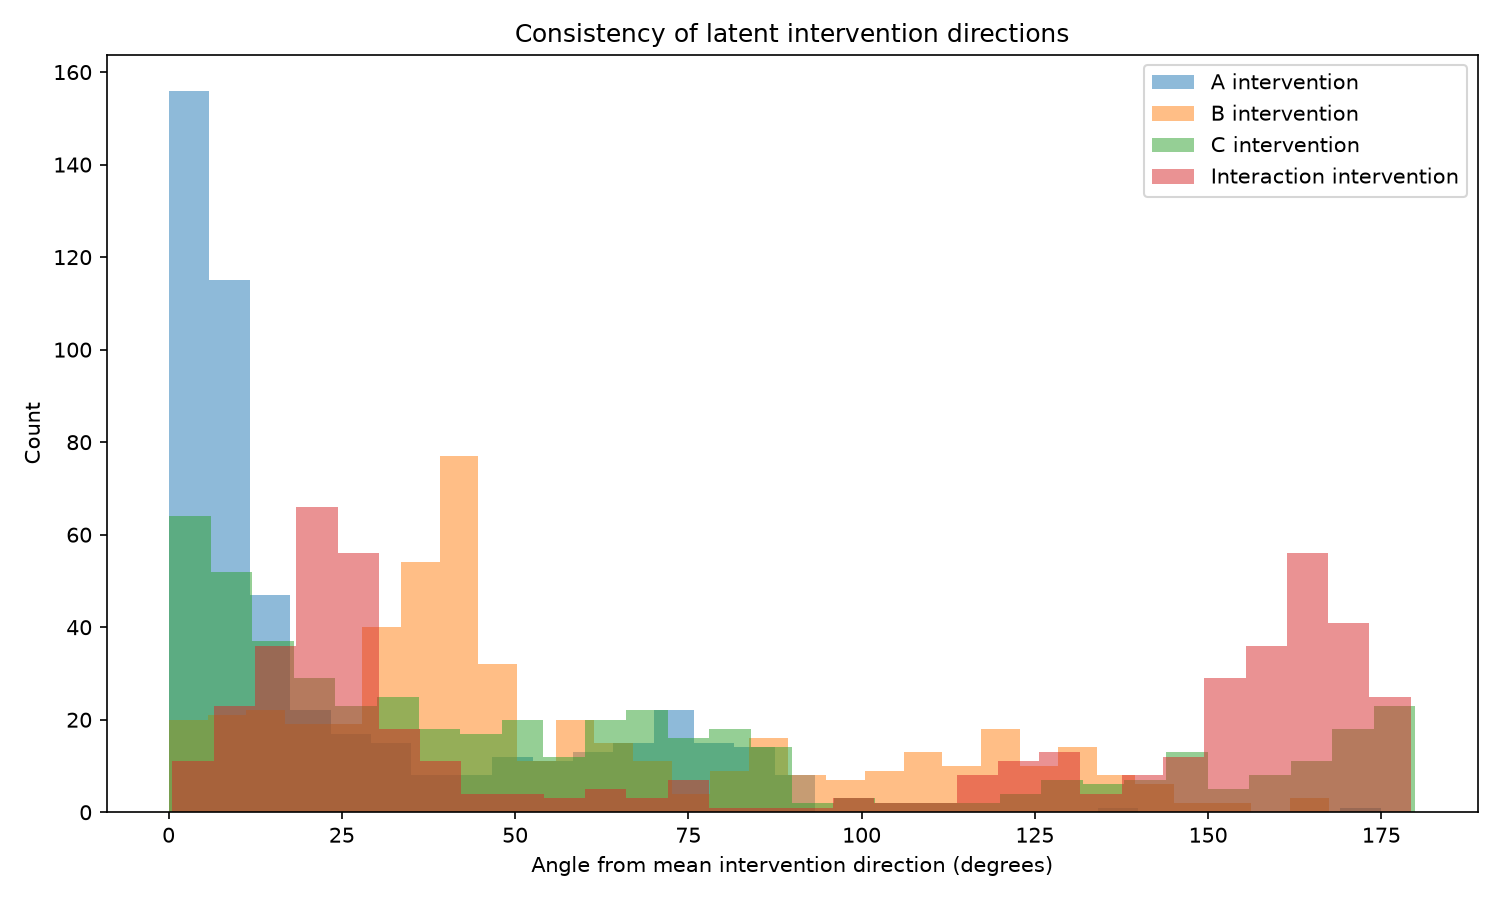 Consistency of latent intervention directions
A intervention
B intervention
C intervention
Interaction intervention
Count
160
140
120
100
80
60
40
20
0
0
25
50
75
100
125
150
175
Angle from mean intervention direction (degrees)